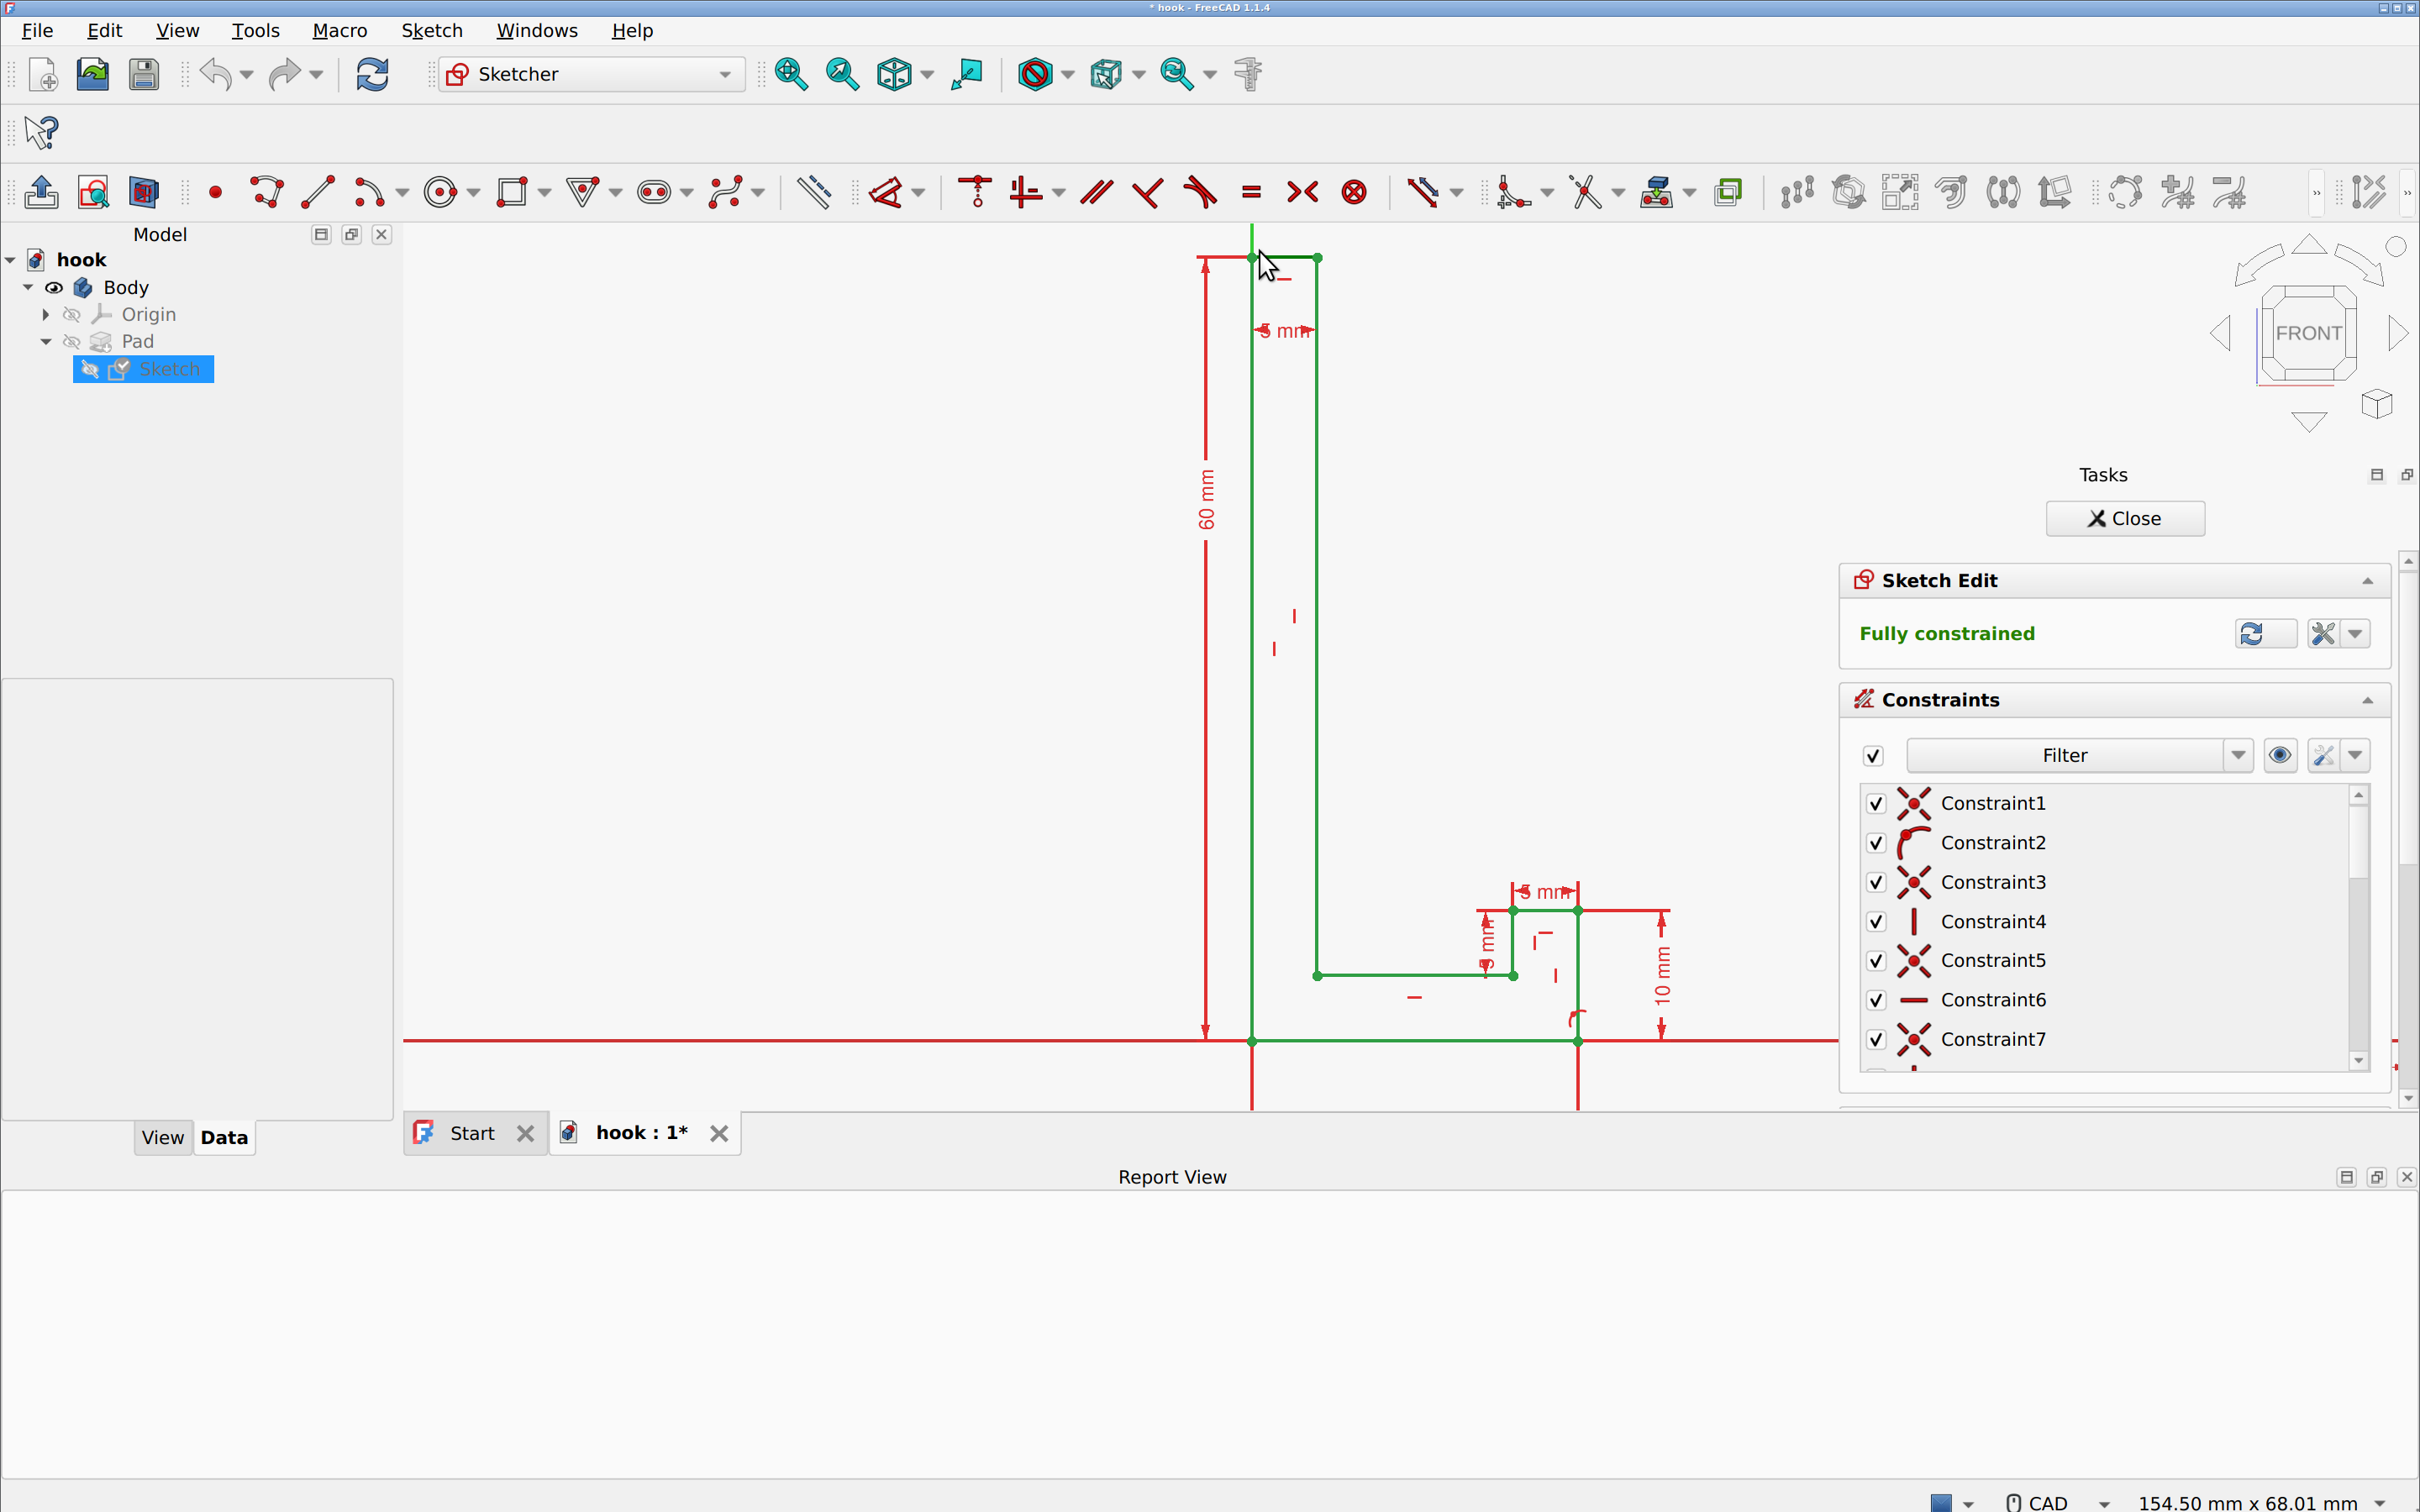 * hook - FreeCAD 1.1.4
File Edit View Tools Macro Sketch Windows Help
Sketcher
Model
hook
Body
Origin
Pad
Sketch
View
Data
60 mm
5 mm
5 mm
5 mm
10 mm
FRONT
Tasks
Close
Sketch Edit
Fully constrained
Constraints
Filter
Constraint1
Constraint2
Constraint3
Constraint4
Constraint5
Constraint6
Constraint7
Start
hook : 1*
Report View
CAD
154.50 mm x 68.01 mm